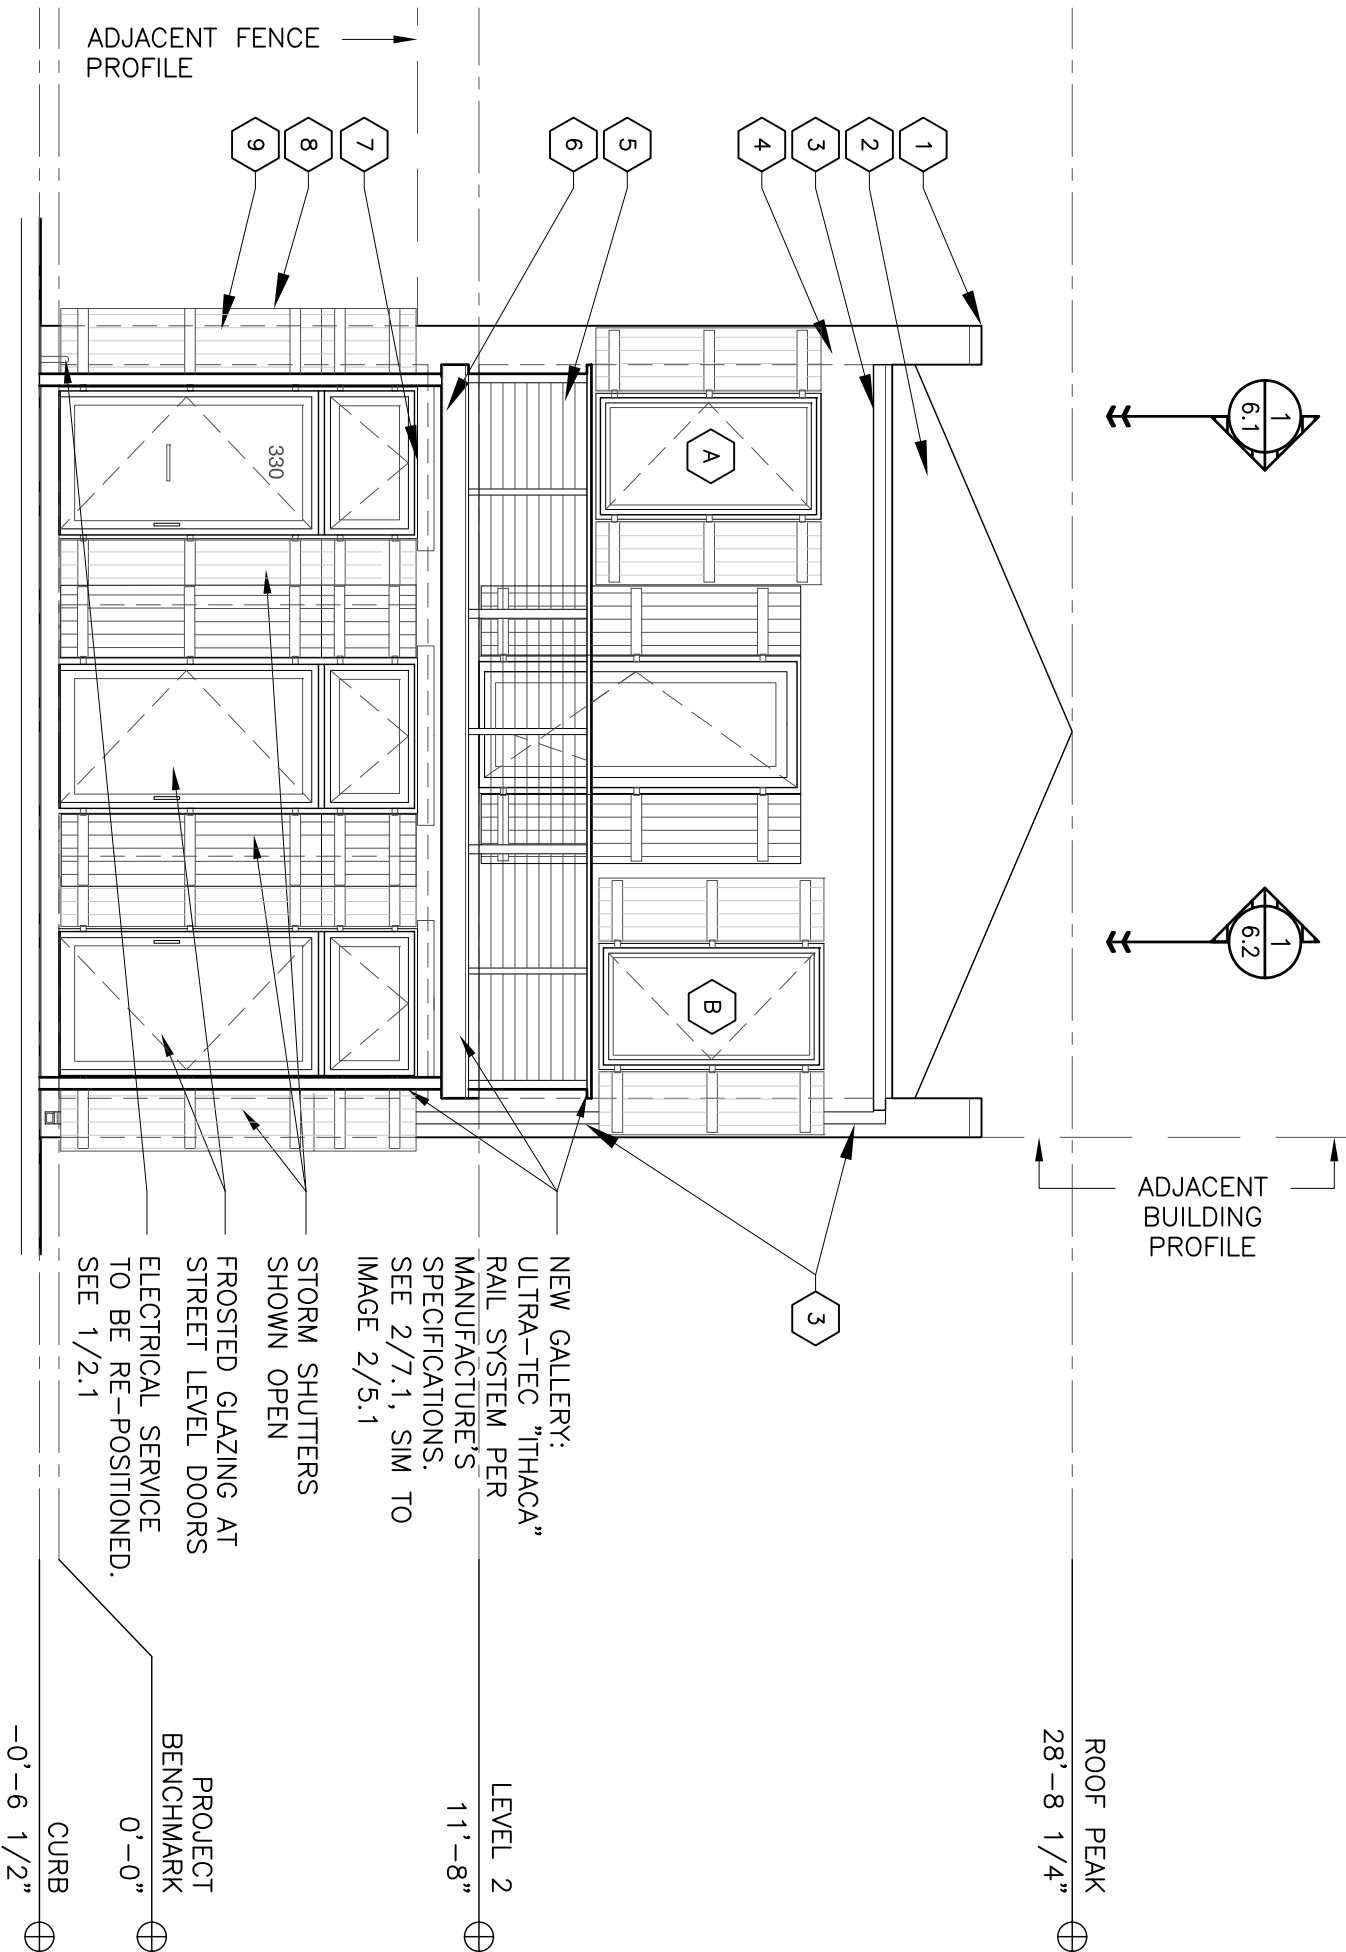 ADJACENT FENCE
PROFILE
1
2
3
4
5
6
7
8
9
1
6.1
1
6.2
A
B
330
ADJACENT
BUILDING
PROFILE
3
NEW GALLERY:
ULTRA-TEC "ITHACA"
RAIL SYSTEM PER
MANUFACTURE'S
SPECIFICATIONS.
SEE 2/7.1, SIM TO
IMAGE 2/5.1
STORM SHUTTERS
SHOWN OPEN
FROSTED GLAZING AT
STREET LEVEL DOORS
ELECTRICAL SERVICE
TO BE RE-POSITIONED.
SEE 1/2.1
ROOF PEAK
28'-8 1/4"
LEVEL 2
11'-8"
PROJECT
BENCHMARK
0'-0"
CURB
-0'-6 1/2"